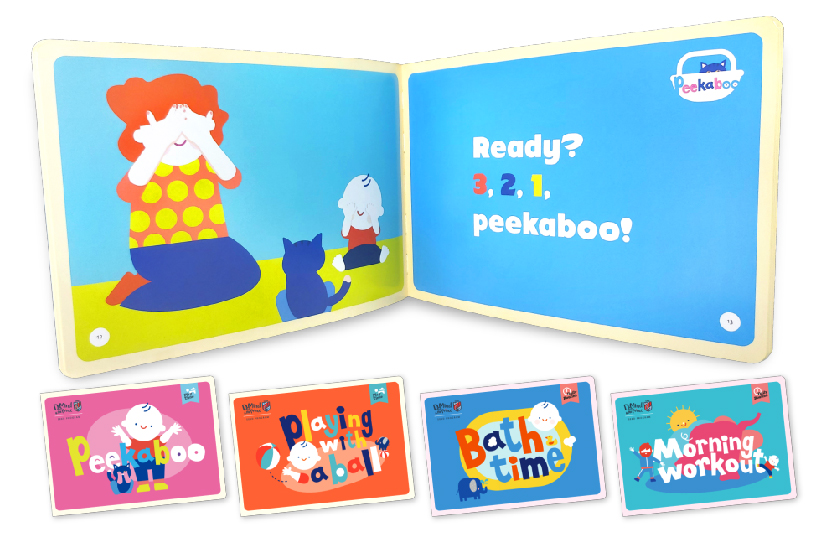 Peekaboo
Ready?
3, 2, 1,
peekaboo!
Peekaboo
Playing
with
a ball
Bath
time
Morning
workout